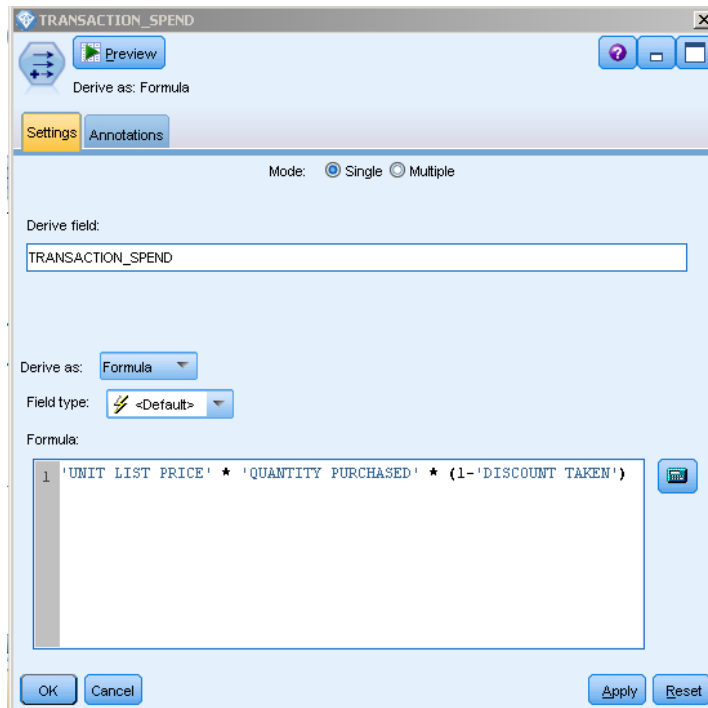 TRANSACTION_SPEND
Preview
Derive as: Formula
Settings Annotations
Mode: Single Multiple
Derive field:
TRANSACTION_SPEND
Derive as: Formula
Field type: <Default>
Formula:
1 'UNIT LIST PRICE' * 'QUANTITY PURCHASED' * (1-'DISCOUNT TAKEN')
OK Cancel Apply Reset